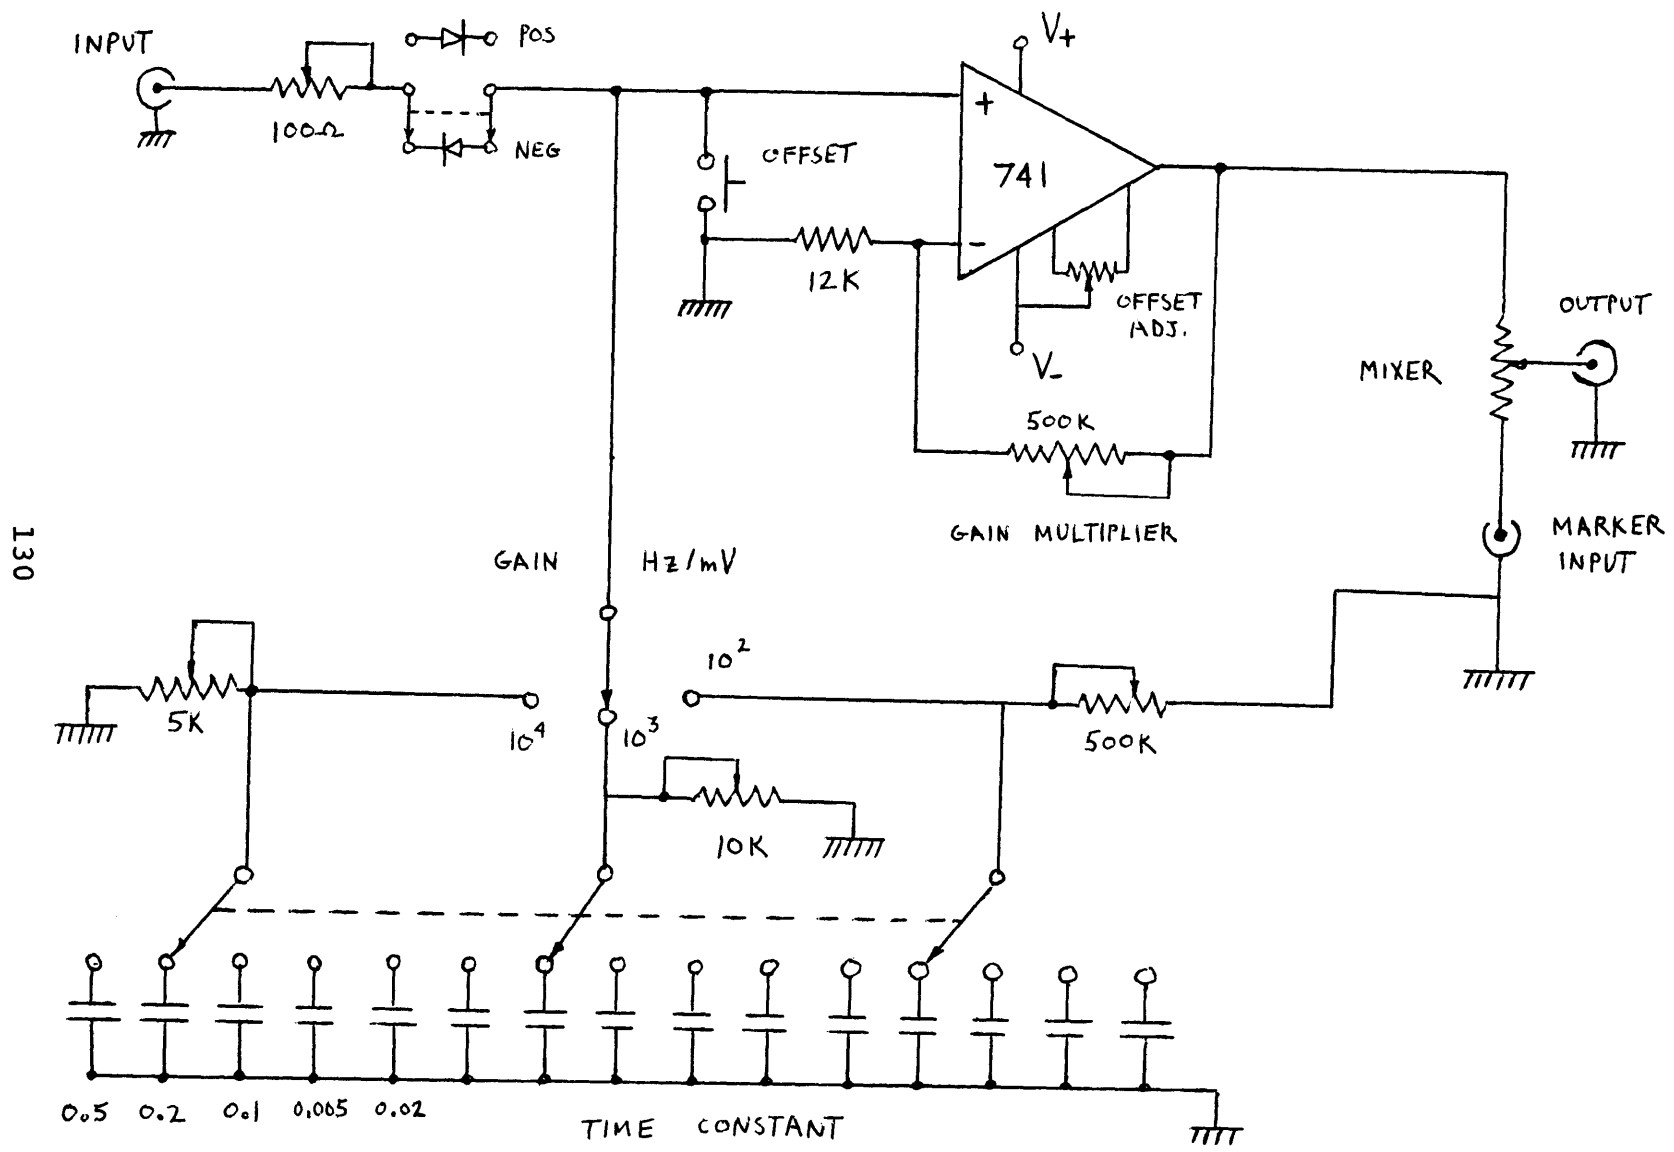 INPUT
POS
100Ω
NEG
V+
OFFSET
+
741
-
12K
OFFSET
ADJ.
V-
OUTPUT
MIXER
500K
GAIN MULTIPLIER
MARKER
INPUT
130
GAIN Hz/mV
10²
5K
10⁴
10³
500K
10K
0.5 0.2 0.1 0.005 0.02
TIME CONSTANT